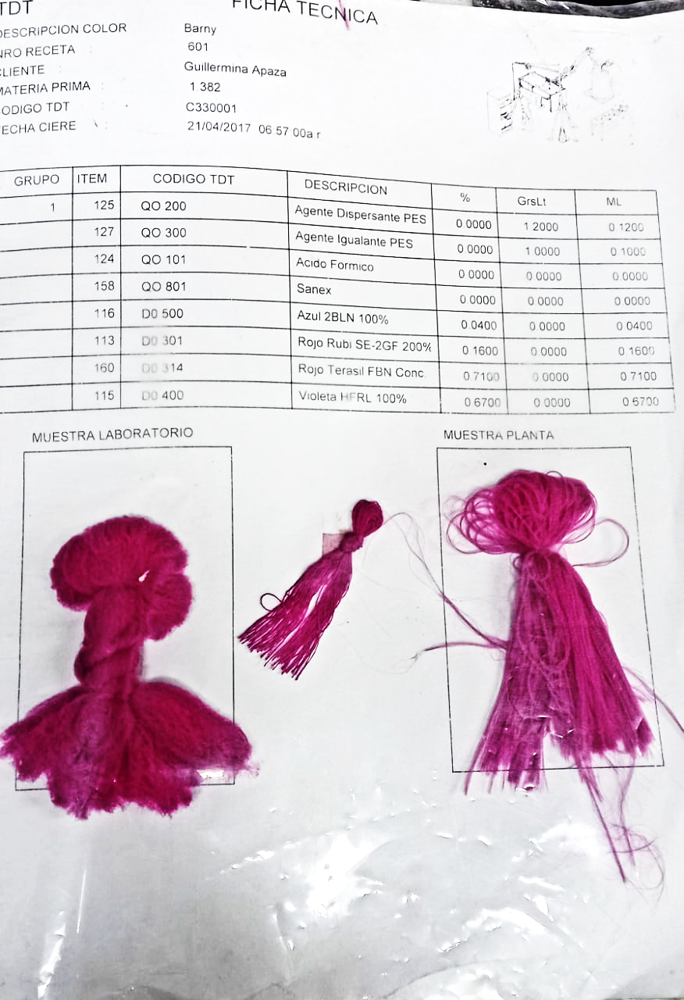 TDT
FICHA TECNICA
DESCRIPCION COLOR Barny
NRO RECETA : 601
CLIENTE : Guillermina Apaza
MATERIA PRIMA : 1.382
CODIGO TDT : C330001
FECHA CIERE : 21/04/2017 06 57 00a r
GRUPO ITEM CODIGO TDT DESCRIPCION % GrsLt ML
1 125 QO 200 Agente Dispersante PES 0 0000 1.2000 0 1200
127 QO 300 Agente Igualante PES 0.0000 1.0000 0.1000
124 QO 101 Acido Formico 0 0000 0 0000 0.0000
158 QO 801 Sanex 0.0000 0 0000 0.0000
116 D0 500 Azul 2BLN 100% 0.0400 0.0000 0.0400
113 D0 301 Rojo Rubi SE-2GF 200% 0.1600 0.0000 0.1600
160 D0 314 Rojo Terasil FBN Conc. 0.7100 0.0000 0.7100
115 D0 400 Violeta HFRL 100% 0 6700 0 0000 0 6700
MUESTRA LABORATORIO
MUESTRA PLANTA